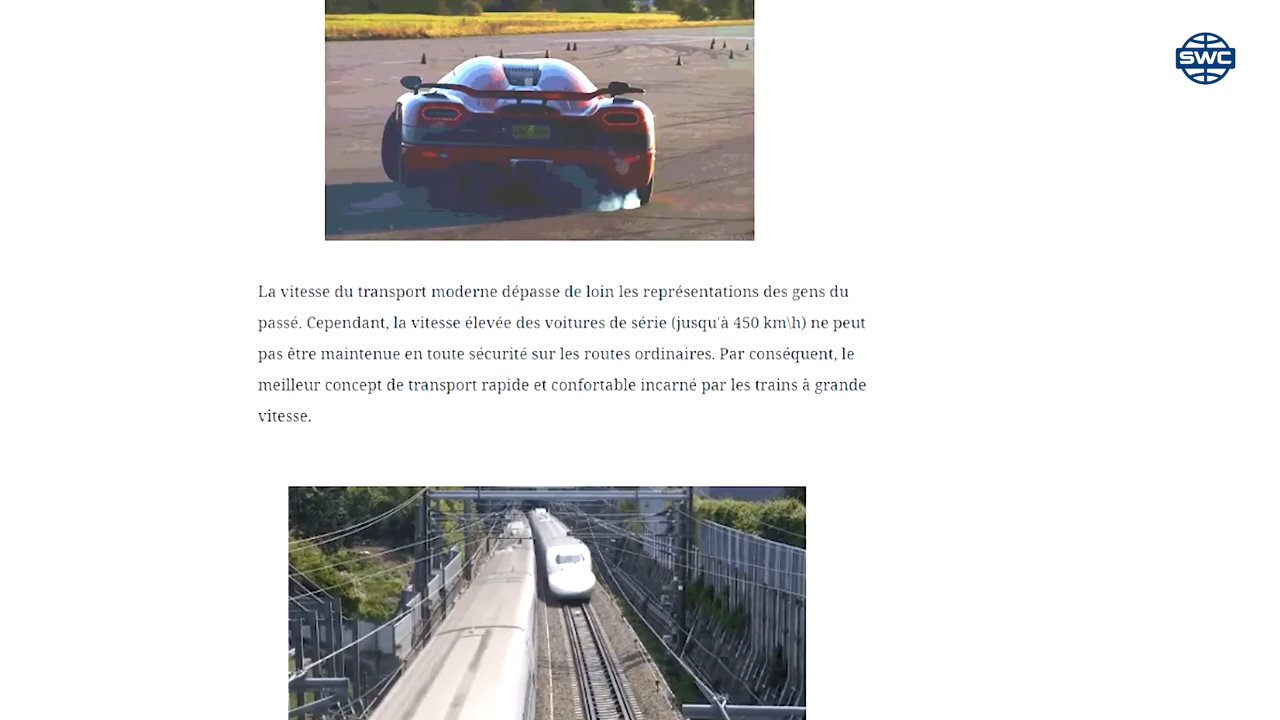 SWC
La vitesse du transport moderne dépasse de loin les représentations des gens du
passé. Cependant, la vitesse élevée des voitures de série (jusqu'à 450 km\h) ne peut
pas être maintenue en toute sécurité sur les routes ordinaires. Par conséquent, le
meilleur concept de transport rapide et confortable incarné par les trains à grande
vitesse.